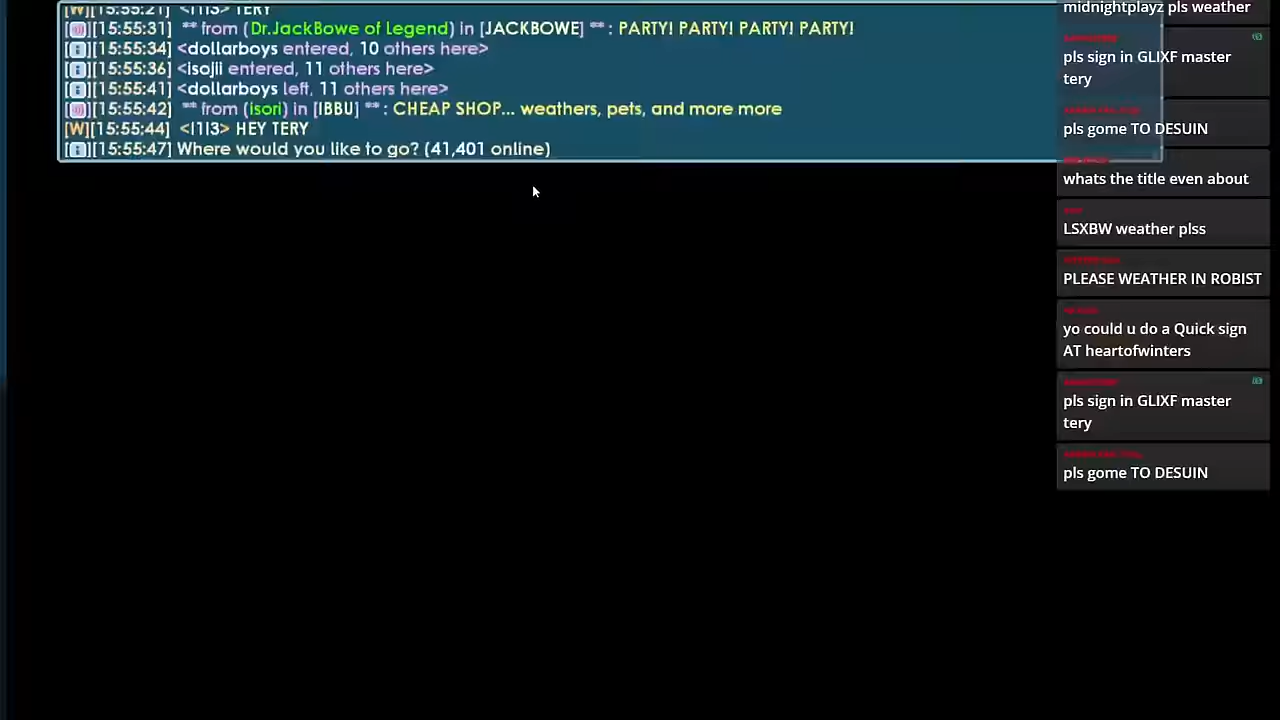 [W][15:55:21] <I1I3> TERY
[15:55:31] ** from (Dr.JackBowe of Legend) in [JACKBOWE] ** : PARTY! PARTY! PARTY! PARTY!
[15:55:34] <dollarboys entered, 10 others here>
[15:55:36] <isojii entered, 11 others here>
[15:55:41] <dollarboys left, 11 others here>
[15:55:42] ** from (isori) in [IBBU] ** : CHEAP SHOP... weathers, pets, and more more
[W][15:55:44] <I1I3> HEY TERY
[15:55:47] Where would you like to go? (41,401 online)
midnightplayz pls weather
pls sign in GLIXF master
tery
pls gome TO DESUIN
whats the title even about
LSXBW weather plss
PLEASE WEATHER IN ROBIST
yo could u do a Quick sign
AT heartofwinters
pls sign in GLIXF master
tery
pls gome TO DESUIN